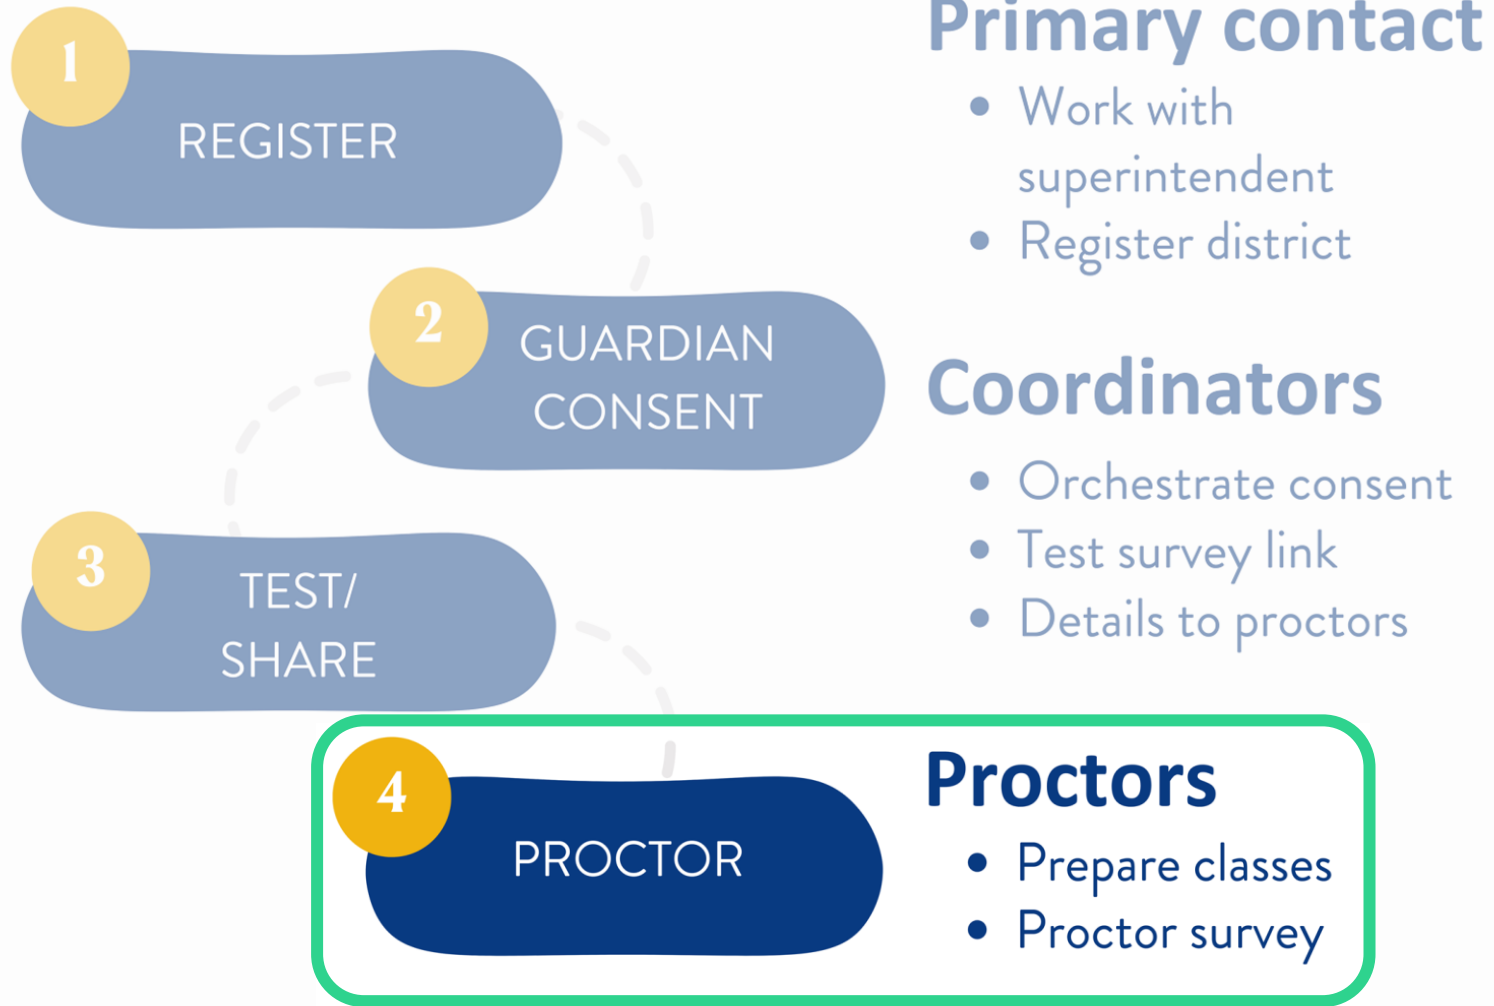 1
REGISTER
Primary contact
• Work with
superintendent
• Register district
2
GUARDIAN
CONSENT
Coordinators
• Orchestrate consent
• Test survey link
• Details to proctors
3
TEST/
SHARE
4
PROCTOR
Proctors
• Prepare classes
• Proctor survey